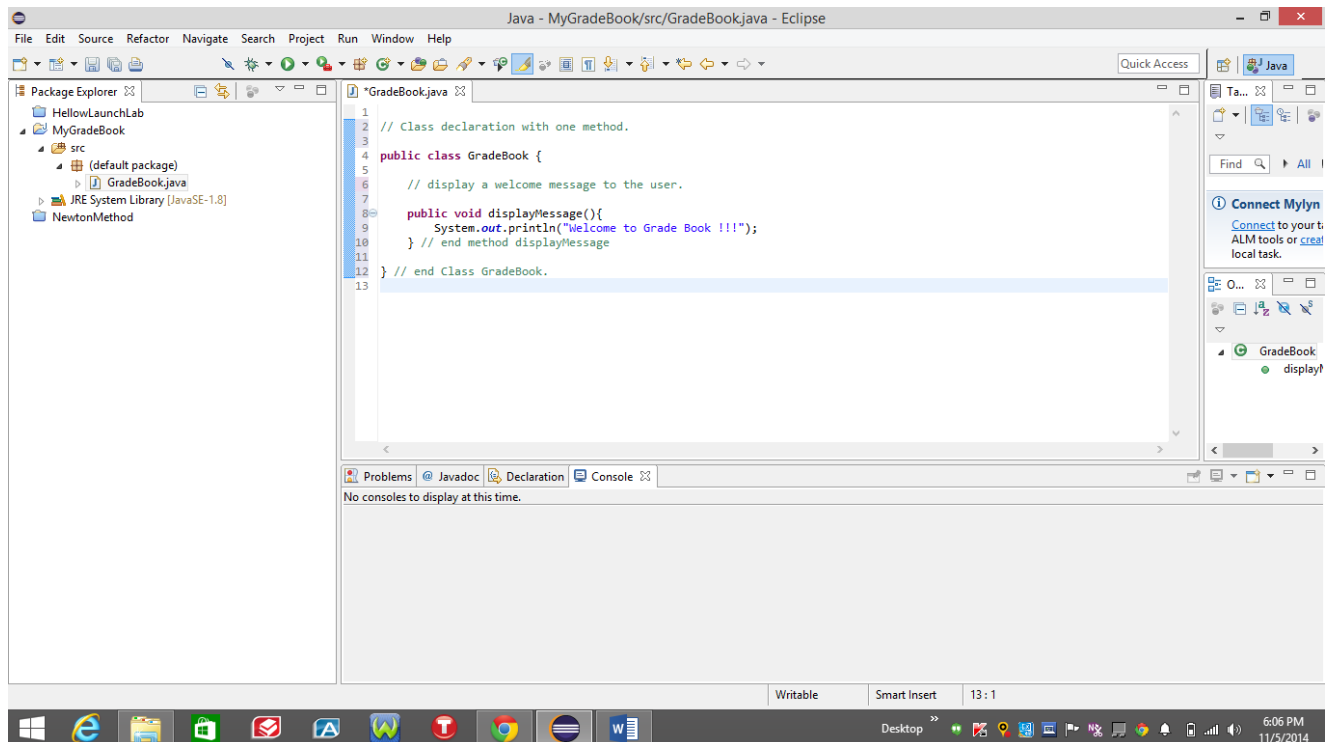 Java - MyGradeBook/src/GradeBook.java - Eclipse
File Edit Source Refactor Navigate Search Project Run Window Help
Quick Access
Java
Package Explorer
HellowLaunchLab
MyGradeBook
src
(default package)
GradeBook.java
JRE System Library [JavaSE-1.8]
NewtonMethod
*GradeBook.java
1
2 // Class declaration with one method.
3
4 public class GradeBook {
5
6 // display a welcome message to the user.
7
8 public void displayMessage(){
9 System.out.println("Welcome to Grade Book !!!");
10 } // end method displayMessage
11
12 } // end Class GradeBook.
13
Ta...
Find All
Connect Mylyn
Connect to your ta
ALM tools or creat
local task.
O...
GradeBook
display
Problems @ Javadoc Declaration Console
No consoles to display at this time.
Writable Smart Insert 13 : 1
Desktop
6:06 PM
11/5/2014